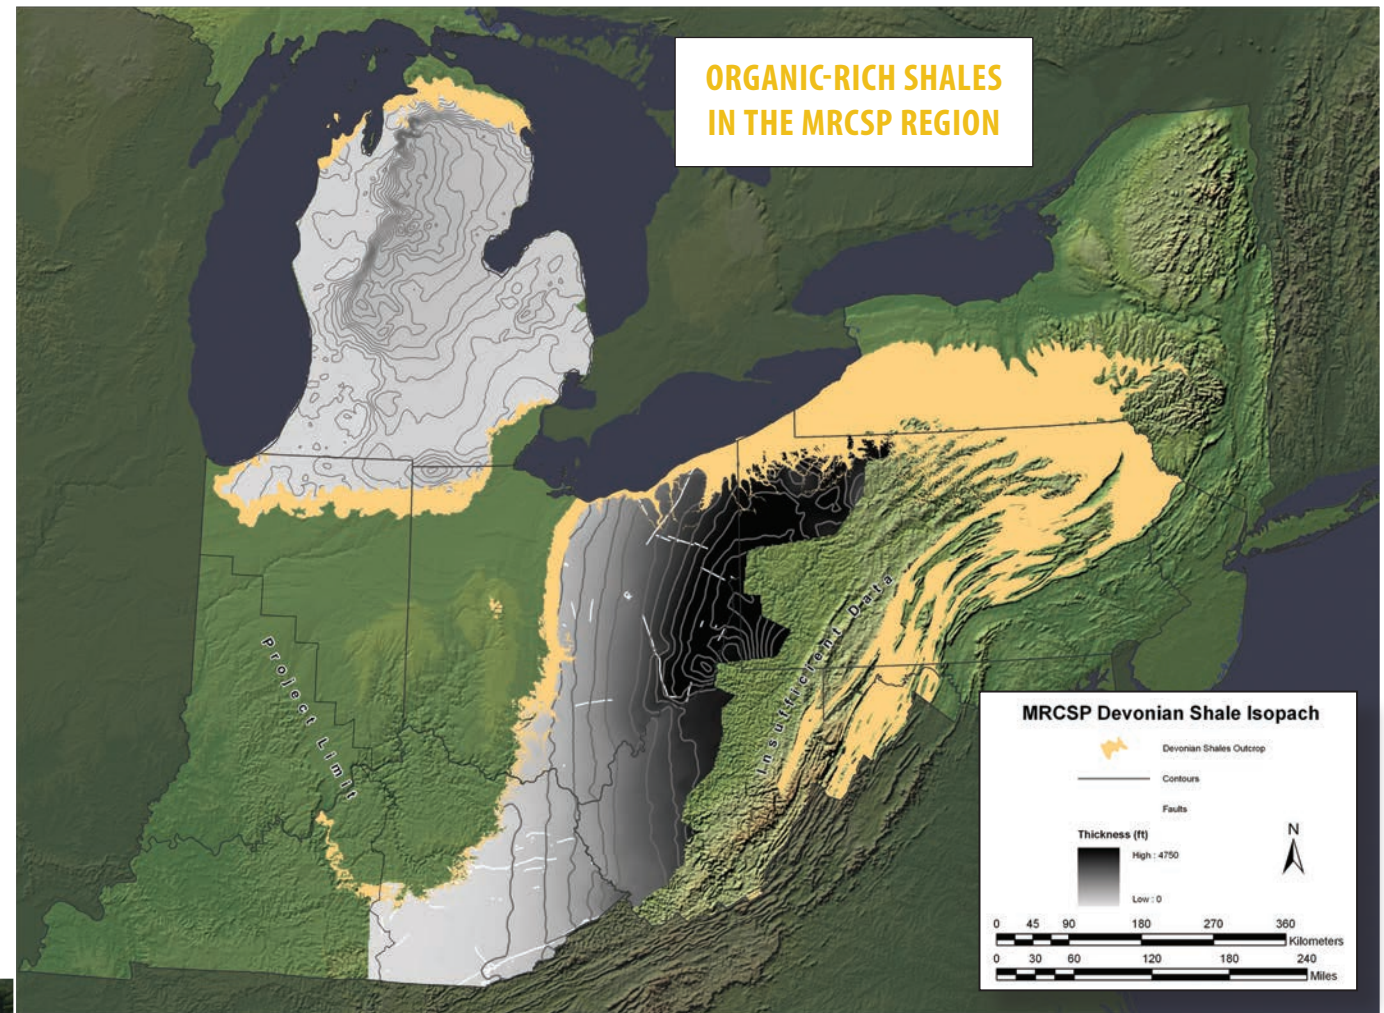 ORGANIC-RICH SHALES
IN THE MRCSP REGION
Project Limit
Insufficient Data
MRCSP Devonian Shale Isopach
Devonian Shales Outcrop
Contours
Faults
Thickness (ft)
High : 4750
Low : 0
N
0 45 90 180 270 360
Kilometers
0 30 60 120 180 240
Miles